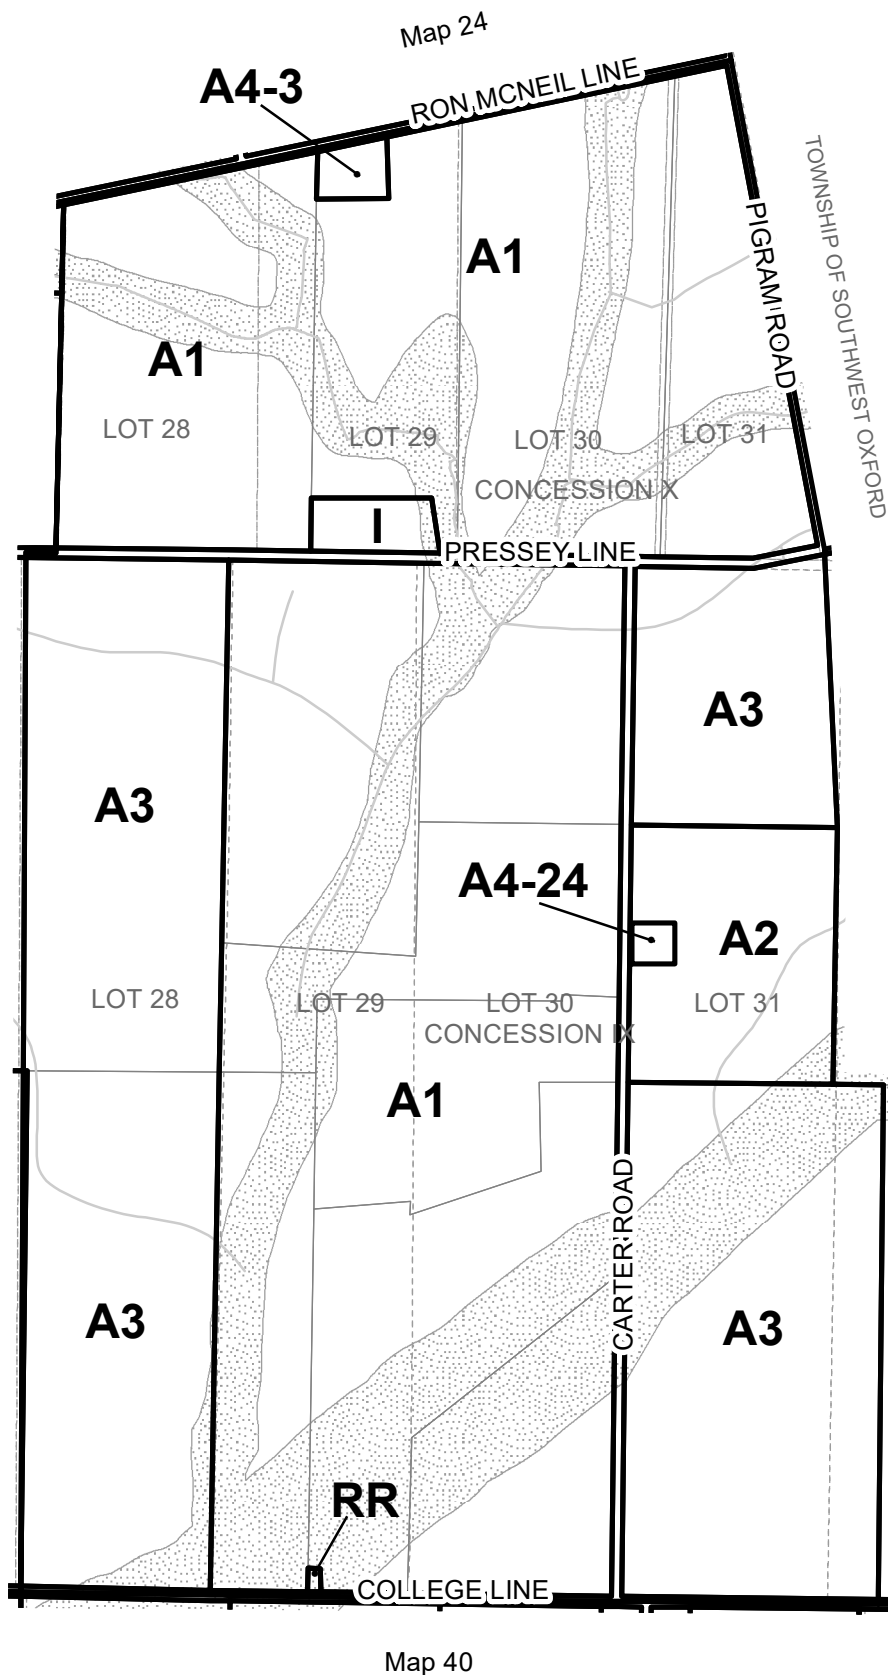 Map 24
A4-3
RON MCNEIL LINE
TOWNSHIP OF SOUTHWEST OXFORD
PIGRAM ROAD
A1
A1
LOT 28
LOT 29
LOT 30
LOT 31
CONCESSION X
I
PRESSEY LINE
A3
A3
A4-24
A2
LOT 28
LOT 29
LOT 30
LOT 31
CONCESSION IX
A1
CARTER ROAD
A3
A3
RR
COLLEGE LINE
Map 40